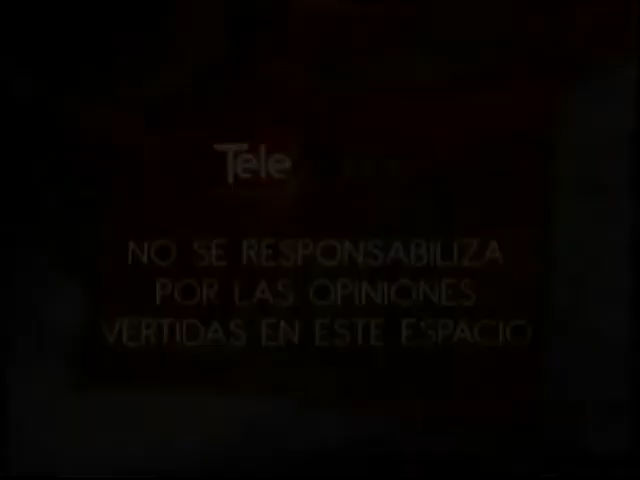 Tele
NO SE RESPONSABILIZA
POR LAS OPINIONES
VERTIDAS EN ESTE ESPACIO